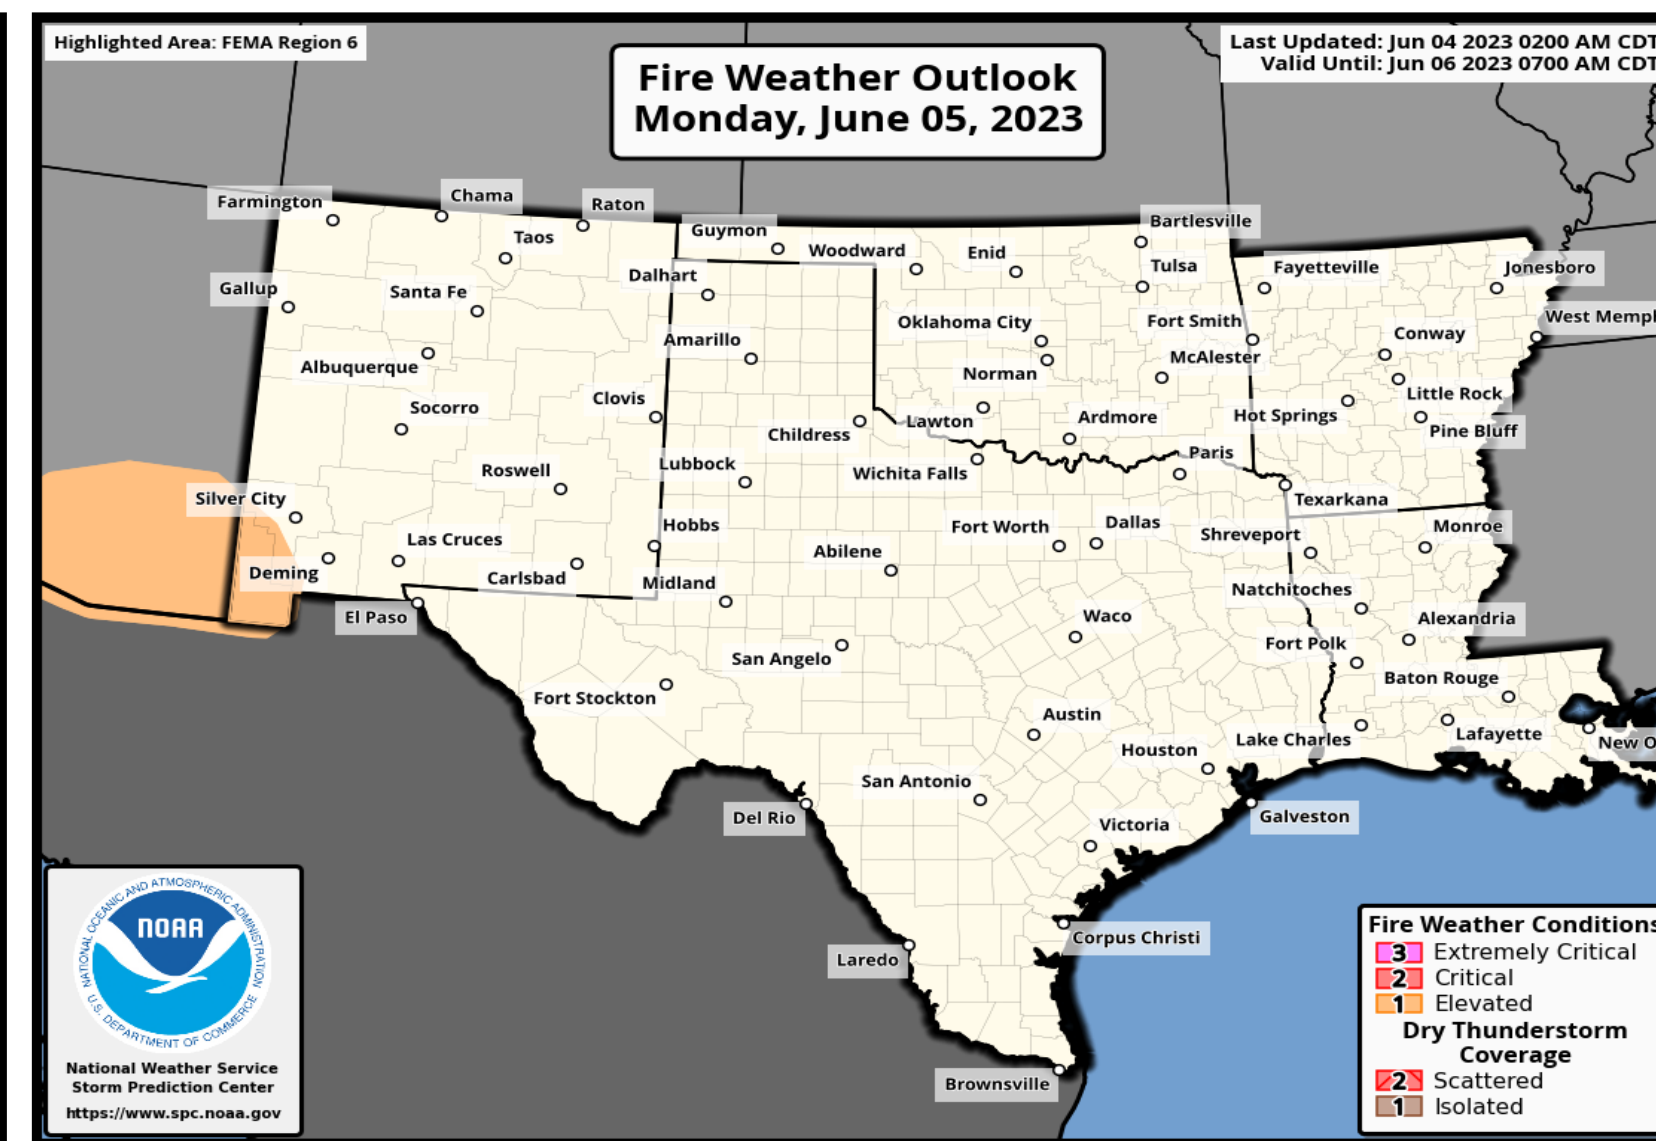 Highlighted Area: FEMA Region 6
Fire Weather Outlook
Monday, June 05, 2023
Last Updated: Jun 04 2023 0200 AM CDT
Valid Until: Jun 06 2023 0700 AM CDT
Farmington
Chama
Raton
Taos
Guymon
Woodward
Enid
Bartlesville
Tulsa
Fayetteville
Jonesboro
Gallup
Santa Fe
Dalhart
Oklahoma City
Fort Smith
West Memp
Albuquerque
Amarillo
Norman
McAlester
Conway
Little Rock
Socorro
Clovis
Childress
Lawton
Ardmore
Hot Springs
Pine Bluff
Roswell
Lubbock
Wichita Falls
Paris
Silver City
Texarkana
Las Cruces
Hobbs
Abilene
Fort Worth
Dallas
Shreveport
Monroe
Deming
Carlsbad
Midland
Natchitoches
El Paso
Waco
Alexandria
San Angelo
Fort Polk
Fort Stockton
Baton Rouge
Austin
Houston
Lake Charles
Lafayette
New O
San Antonio
Del Rio
Victoria
Galveston
Corpus Christi
Laredo
Brownsville
NATIONAL OCEANIC AND ATMOSPHERIC ADMINISTRATION
NOAA
U.S. DEPARTMENT OF COMMERCE
National Weather Service
Storm Prediction Center
https://www.spc.noaa.gov
Fire Weather Conditions
3 Extremely Critical
2 Critical
1 Elevated
Dry Thunderstorm
Coverage
2 Scattered
1 Isolated